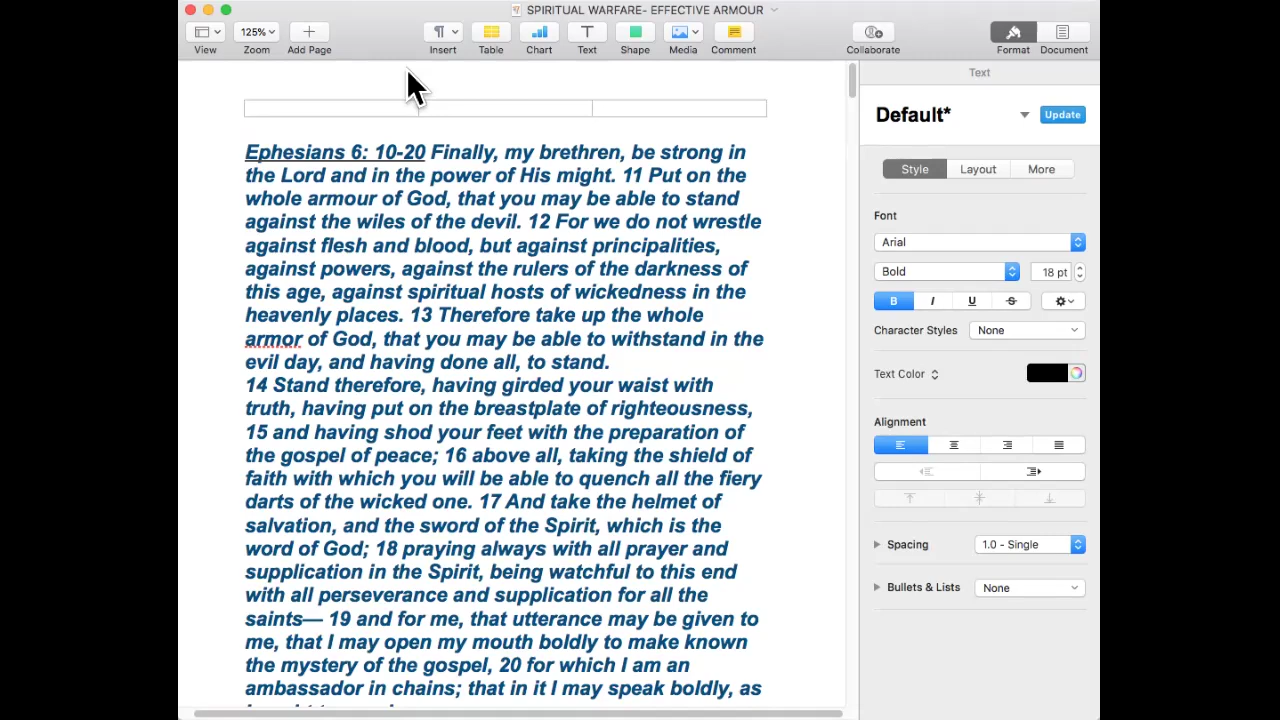 SPIRITUAL WARFARE- EFFECTIVE ARMOUR
125%
View
Zoom
Add Page
Insert
Table
Chart
Text
Shape
Media
Comment
Collaborate
Format
Document
Ephesians 6: 10-20 Finally, my brethren, be strong in
the Lord and in the power of His might. 11 Put on the
whole armour of God, that you may be able to stand
against the wiles of the devil. 12 For we do not wrestle
against flesh and blood, but against principalities,
against powers, against the rulers of the darkness of
this age, against spiritual hosts of wickedness in the
heavenly places. 13 Therefore take up the whole
armor of God, that you may be able to withstand in the
evil day, and having done all, to stand.
14 Stand therefore, having girded your waist with
truth, having put on the breastplate of righteousness,
15 and having shod your feet with the preparation of
the gospel of peace; 16 above all, taking the shield of
faith with which you will be able to quench all the fiery
darts of the wicked one. 17 And take the helmet of
salvation, and the sword of the Spirit, which is the
word of God; 18 praying always with all prayer and
supplication in the Spirit, being watchful to this end
with all perseverance and supplication for all the
saints— 19 and for me, that utterance may be given to
me, that I may open my mouth boldly to make known
the mystery of the gospel, 20 for which I am an
ambassador in chains; that in it I may speak boldly, as
Text
Default*
Update
Style
Layout
More
Font
Arial
Bold
18 pt
B I U S
Character Styles
None
Text Color
Alignment
Spacing
1.0 - Single
Bullets & Lists
None